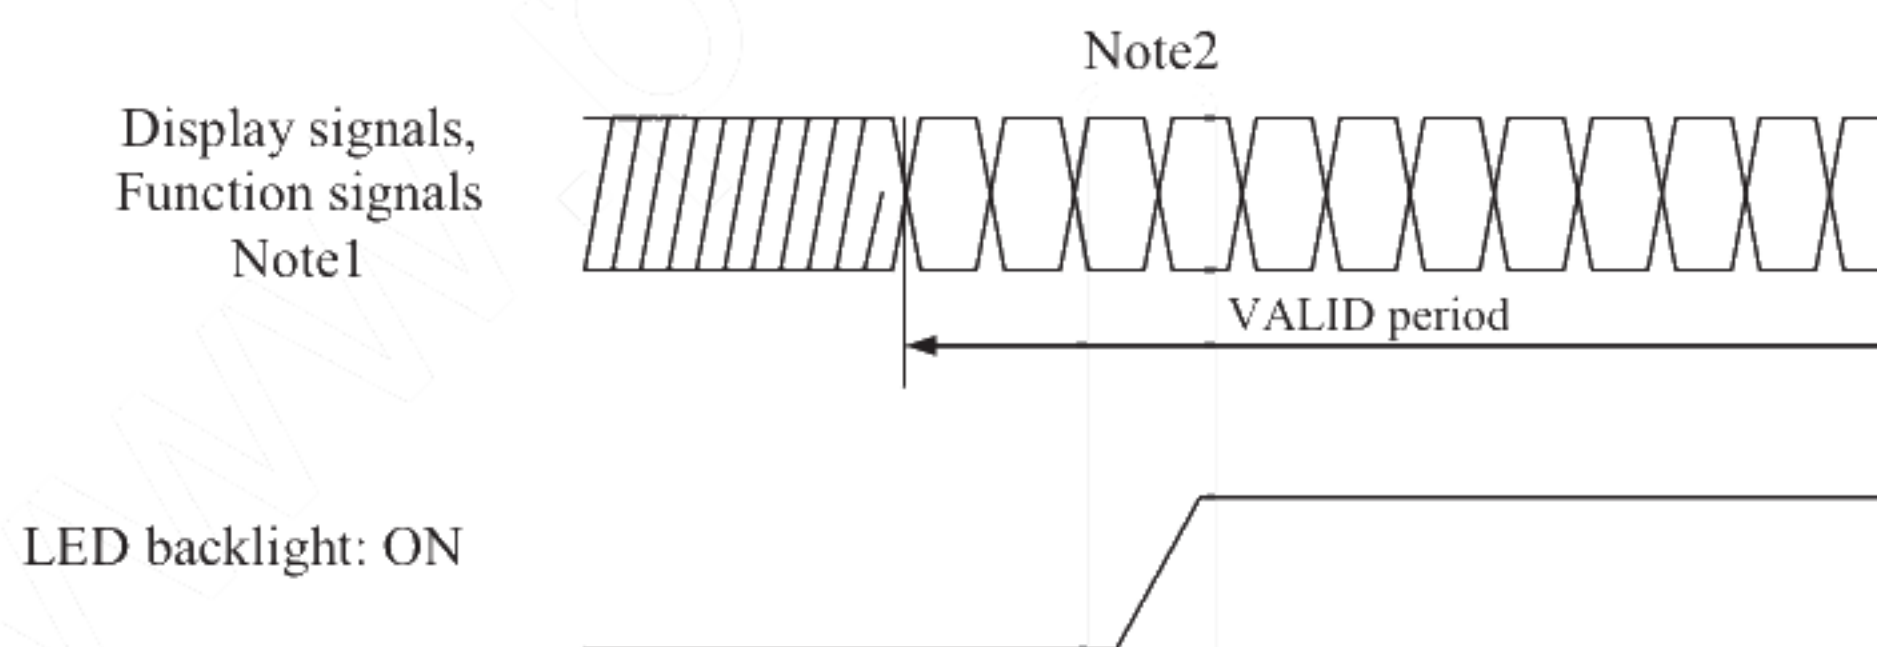 Note2
Display signals,
Function signals
Note1
VALID period
LED backlight: ON